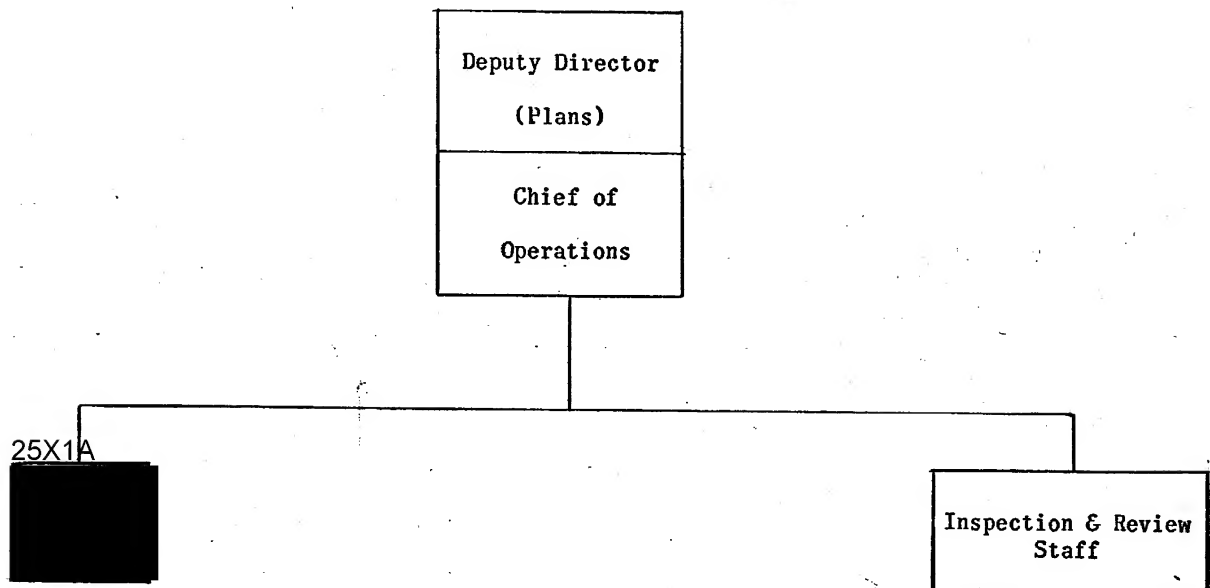 Deputy Director
(Plans)
Chief of
Operations
25X1A
Inspection & Review
Staff